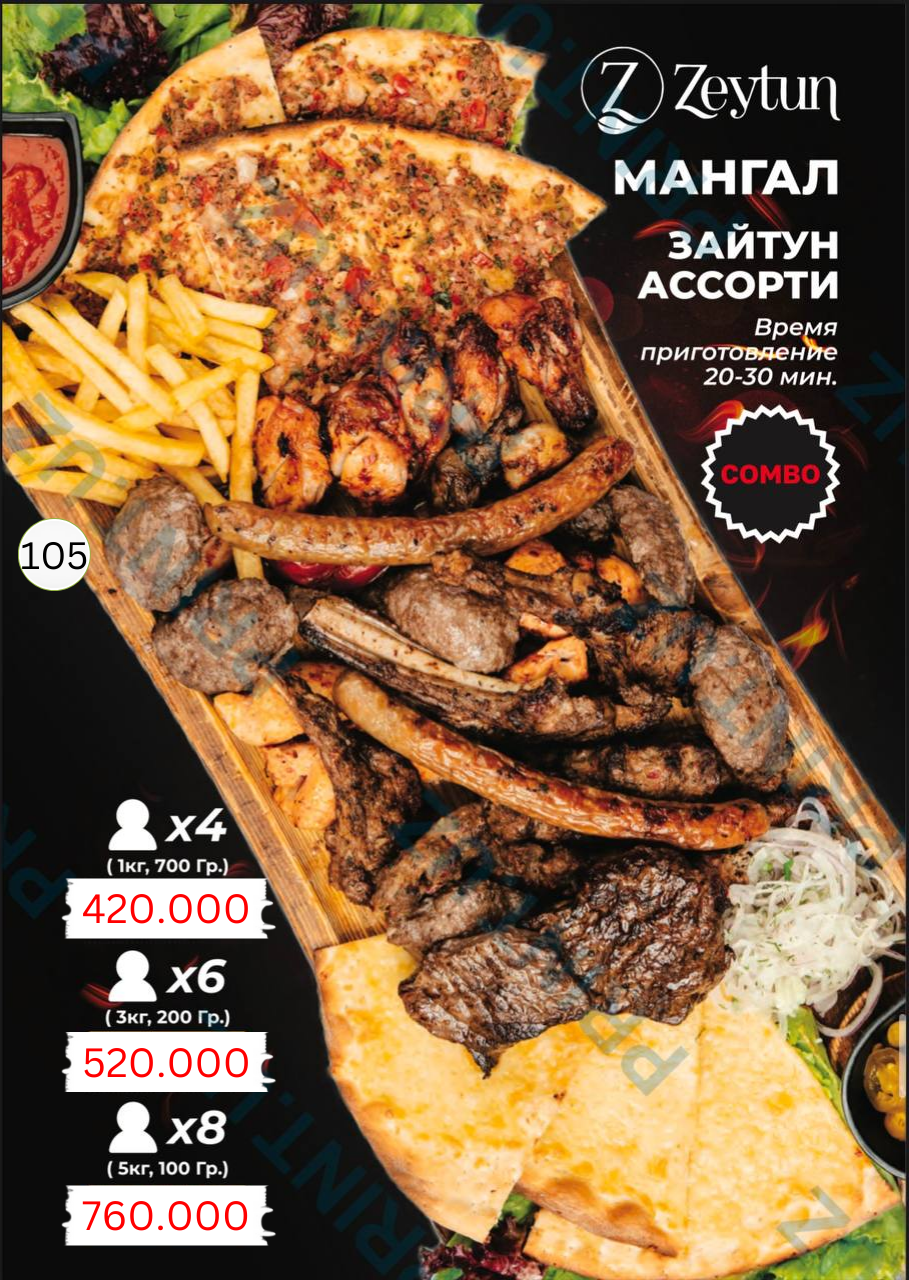 Z Zeytun
МАНГАЛ
ЗАЙТУН
АССОРТИ
Время
приготовление
20-30 мин.
COMBO
105
x4
( 1кг, 700 Гр.)
420.000
x6
( 3кг, 200 Гр.)
520.000
x8
( 5кг, 100 Гр.)
760.000